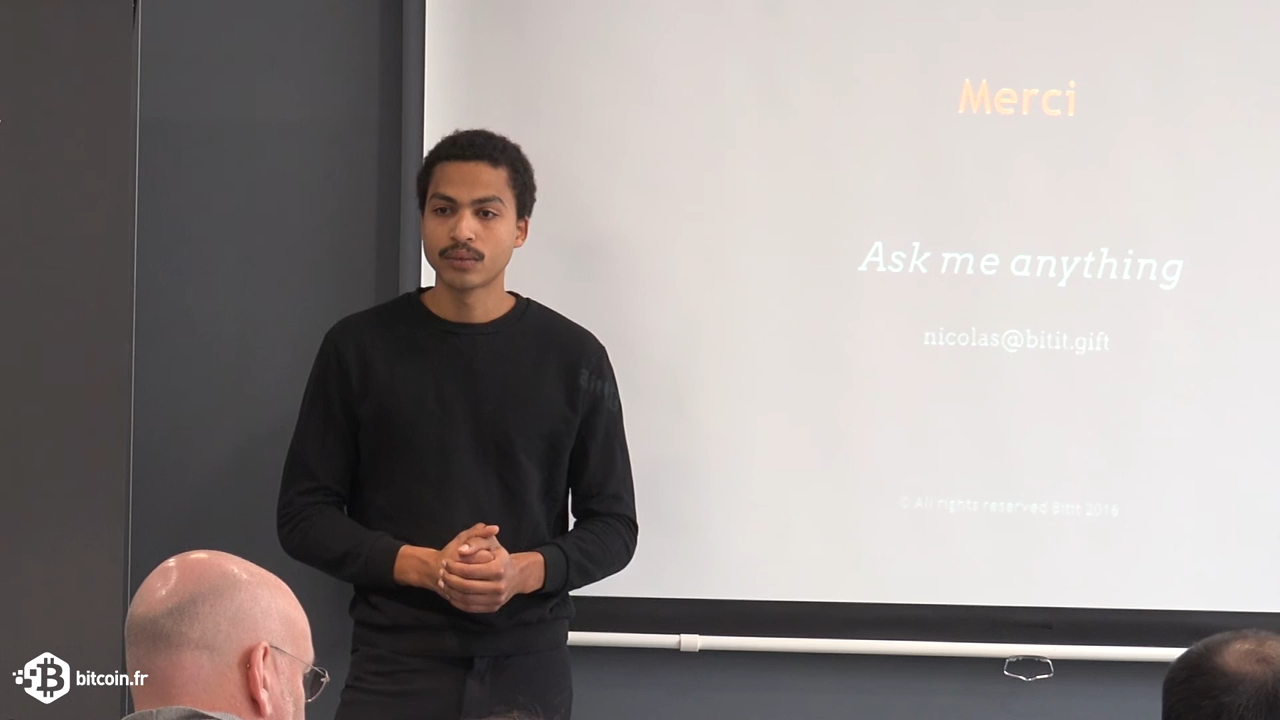 Merci
Ask me anything
nicolas@bitit.gift
© All rights reserved Bitit 2016
bitcoin.fr